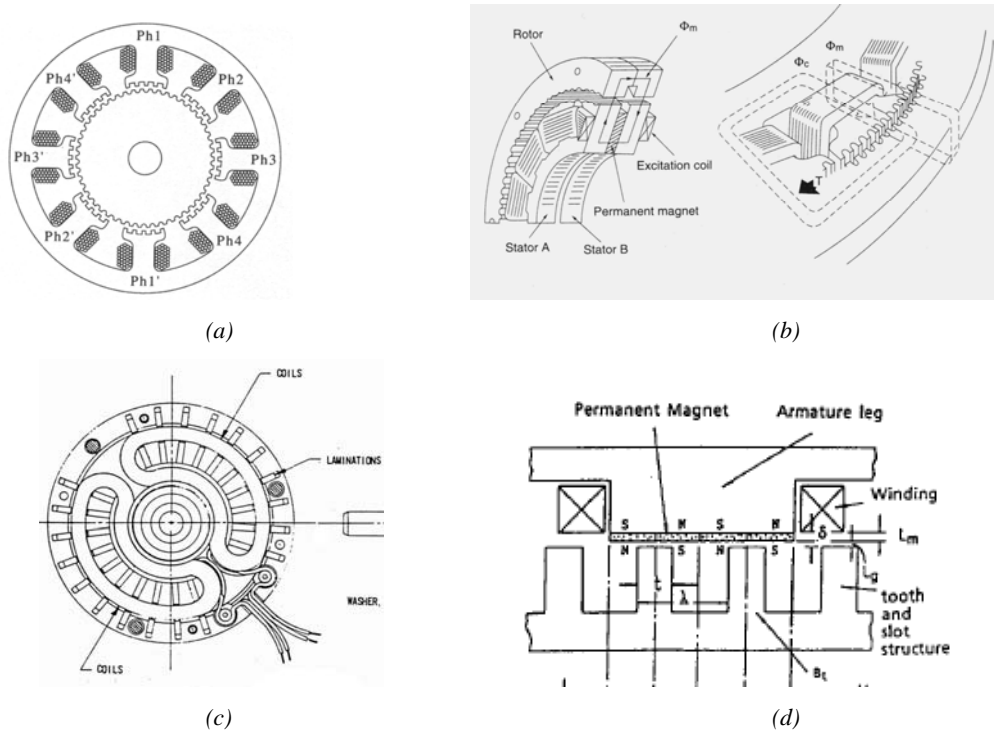 Ph1
Ph4'
Ph2
Ph3'
Ph3
Ph2'
Ph4
Ph1'
(a)
Rotor
Φm
Excitation coil
Permanent magnet
Stator A
Stator B
Φm
Φc
T
(b)
COILS
LAMINATIONS
WASHER,
COILS
(c)
Permanent Magnet
Armature leg
Winding
S N S N
δ
Lm
N S N S
g
t
λ
tooth
and
slot
structure
(d)